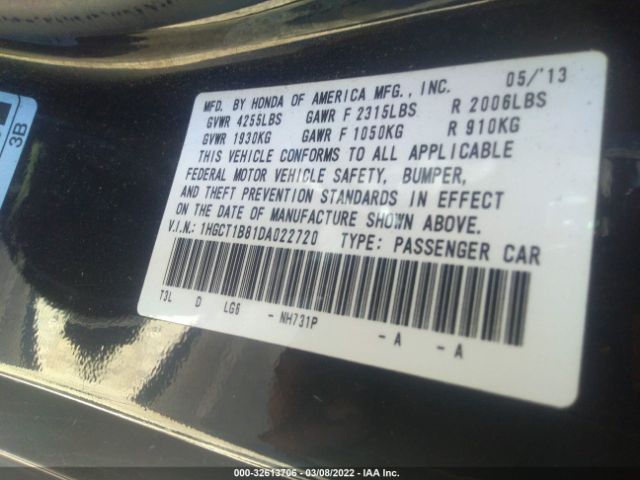 05/'13
MFD. BY HONDA OF AMERICA MFG., INC.
GVWR 4255LBS GAWR F 2315LBS R 2006LBS
GVWR 1930KG GAWR F 1050KG R 910KG
THIS VEHICLE CONFORMS TO ALL APPLICABLE
FEDERAL MOTOR VEHICLE SAFETY, BUMPER,
AND THEFT PREVENTION STANDARDS IN EFFECT
ON THE DATE OF MANUFACTURE SHOWN ABOVE.
V.I.N.: 1HGCT1B81DA022720 TYPE: PASSENGER CAR
T3L D LG6 - NH731P - A - A
3B
000-32613706 - 03/08/2022 - IAA Inc.